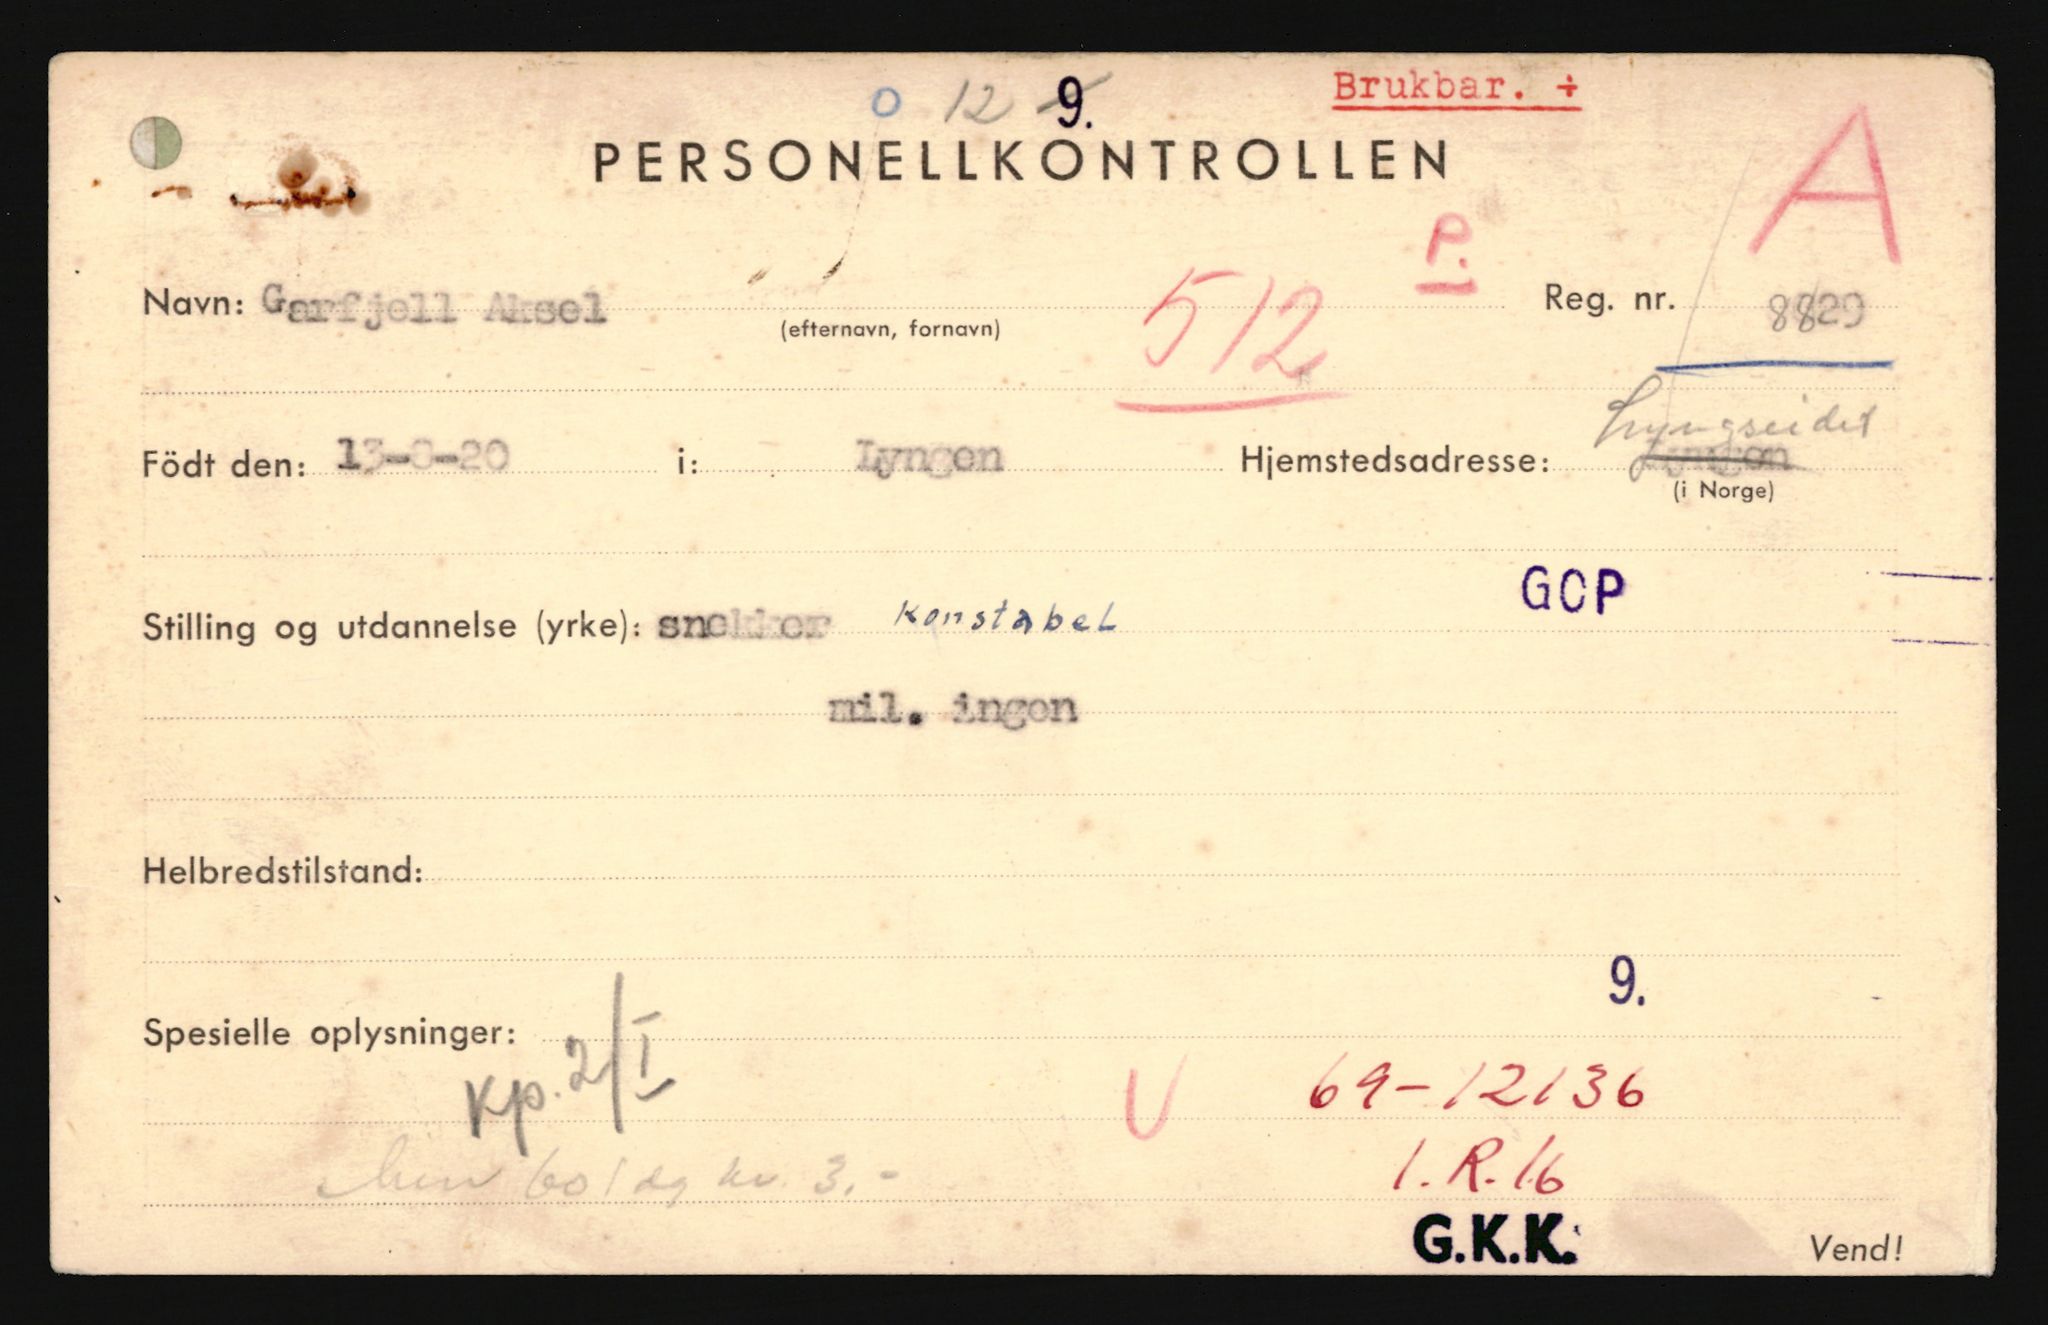 O 12 9. Brukbar. ÷
PERSONELLKONTROLLEN
A
P.
Navn: Garfjell Aksel (efternavn, fornavn) 512 Reg. nr. 8829
Lyngseidet
Födt den: 13- -20 i: Lyngen Hjemstedsadresse: Lyngen
(i Norge)
GCP
Stilling og utdannelse (yrke): snekker Konstabel
mil. ingen
Helbredstilstand:
9.
Spesielle oplysninger:
Kp. 2/I U 69-12136
60 3.- I.R.16
G.K.K. Vend!